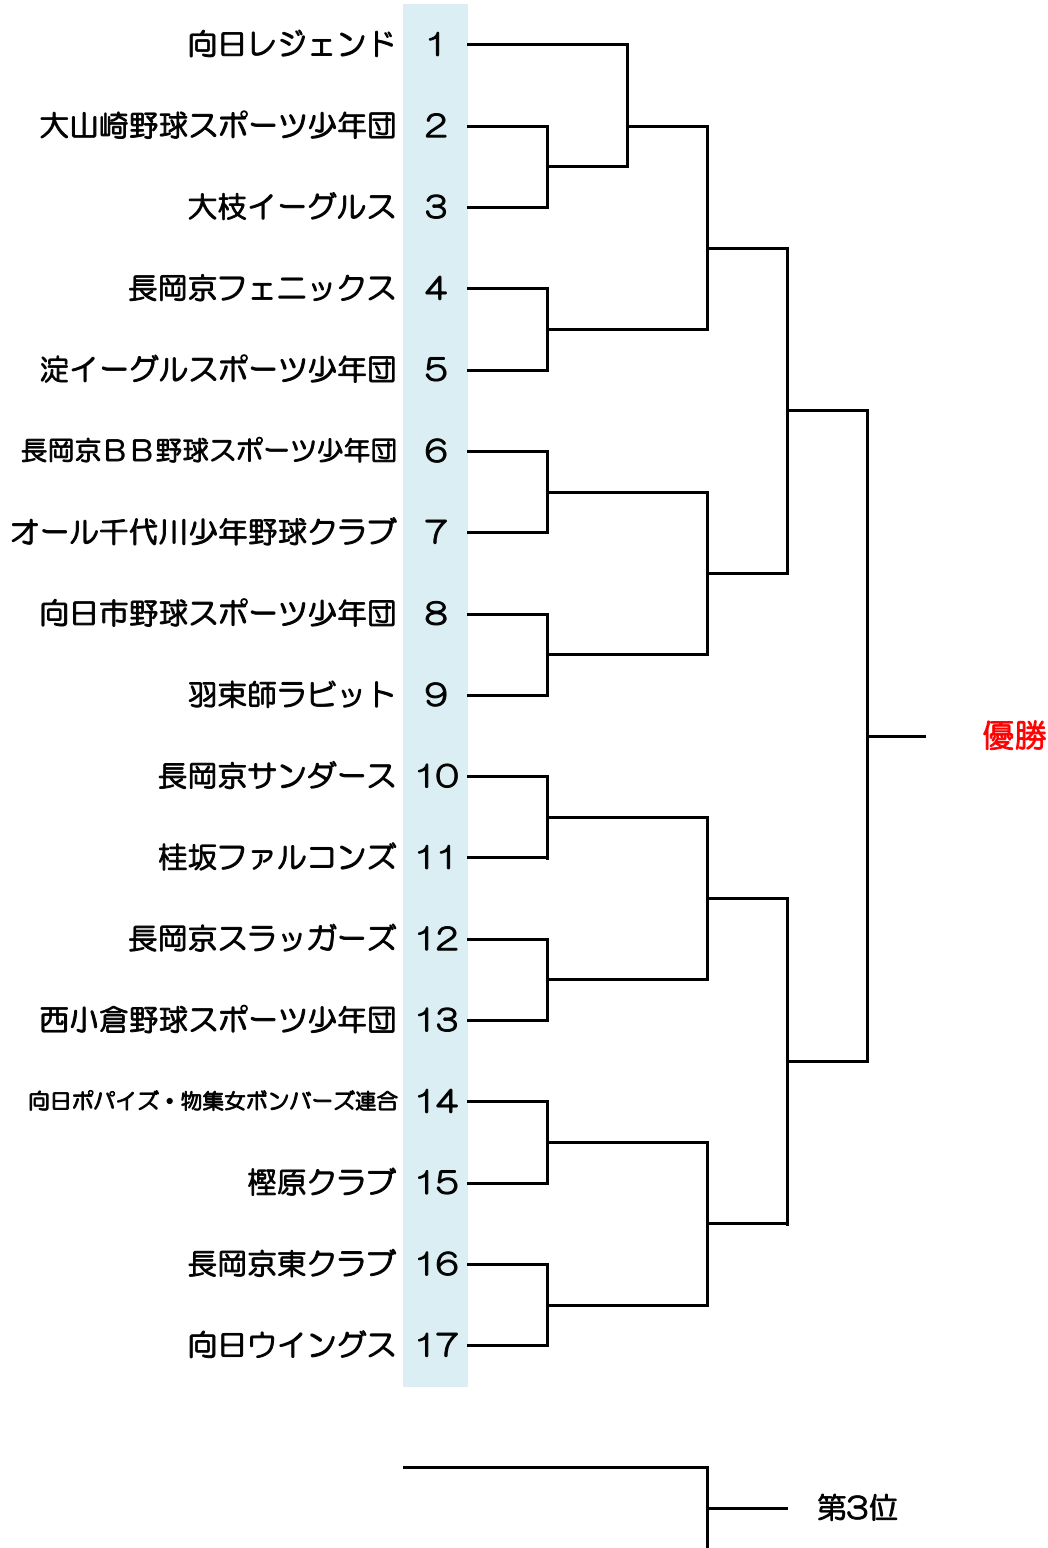 向日レジェンド 1
大山崎野球スポーツ少年団 2
大枝イーグルス 3
長岡京フェニックス 4
淀イーグルスポーツ少年団 5
長岡京ＢＢ野球スポーツ少年団 6
オール千代川少年野球クラブ 7
向日市野球スポーツ少年団 8
羽束師ラビット 9
優勝
長岡京サンダース 10
桂坂ファルコンズ 11
長岡京スラッガーズ 12
西小倉野球スポーツ少年団 13
向日ポパイズ・物集女ボンバーズ連合 14
樫原クラブ 15
長岡京東クラブ 16
向日ウイングス 17
第3位